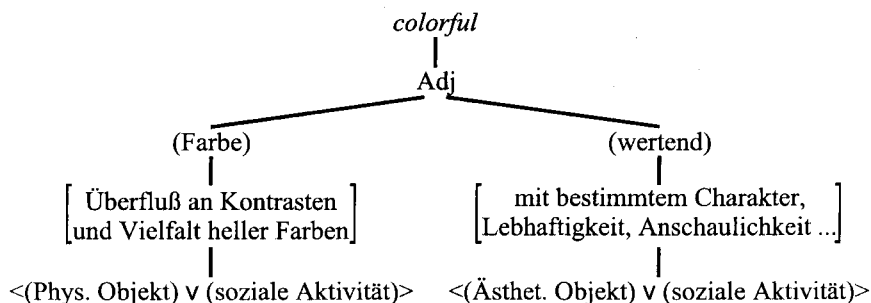 colorful
Adj
(Farbe) (wertend)
Überfluß an Kontrasten
und Vielfalt heller Farben
mit bestimmtem Charakter,
Lebhaftigkeit, Anschaulichkeit ...
<(Phys. Objekt) v (soziale Aktivität)> <(Ästhet. Objekt) v (soziale Aktivität)>